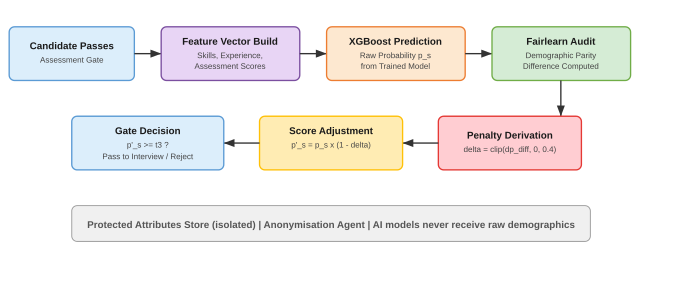 Candidate Passes
Assessment Gate
Feature Vector Build
Skills, Experience,
Assessment Scores
XGBoost Prediction
Raw Probability p_s
from Trained Model
Fairlearn Audit
Demographic Parity
Difference Computed
Gate Decision
p'_s >= t3 ?
Pass to Interview / Reject
Score Adjustment
p'_s = p_s x (1 - delta)
Penalty Derivation
delta = clip(dp_diff, 0, 0.4)
Protected Attributes Store (isolated) | Anonymisation Agent | AI models never receive raw demographics